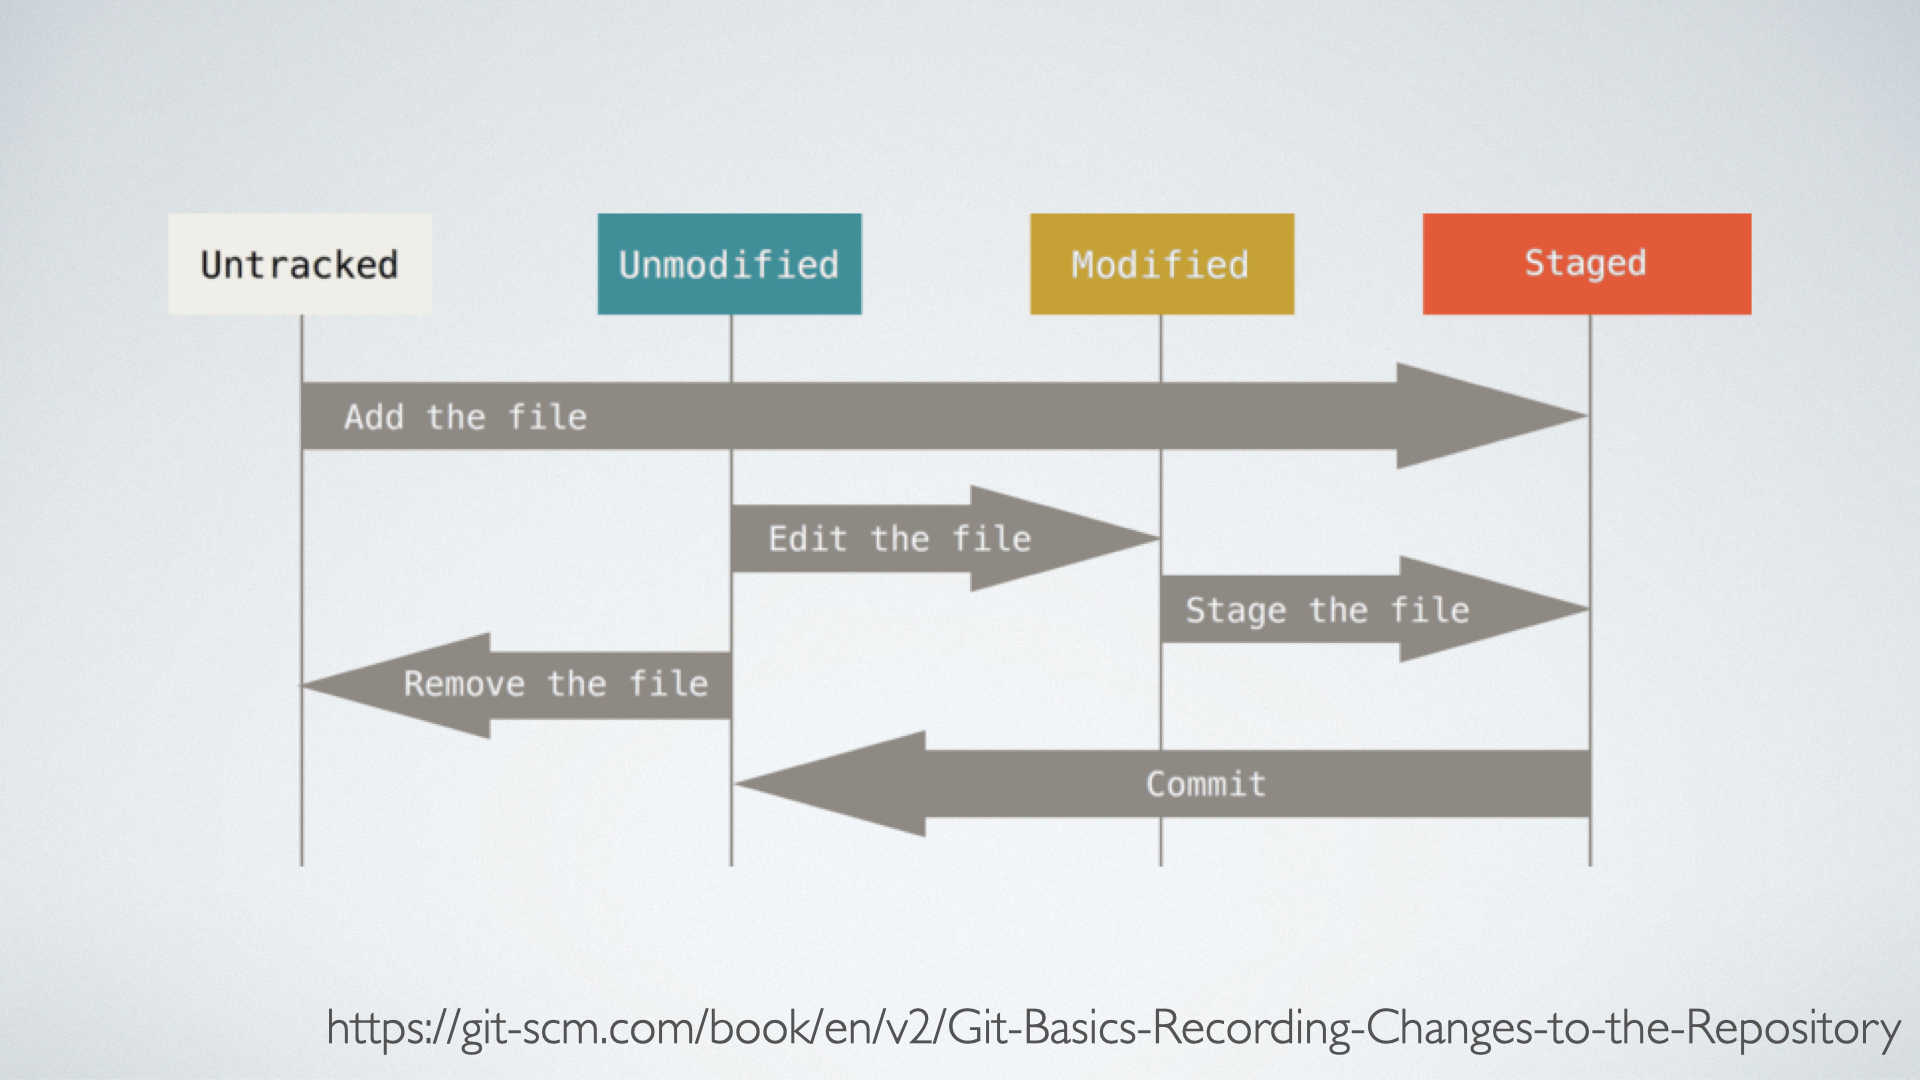 Untracked
Unmodified
Modified
Staged
Add the file
Edit the file
Stage the file
Remove the file
Commit
https://git-scm.com/book/en/v2/Git-Basics-Recording-Changes-to-the-Repository